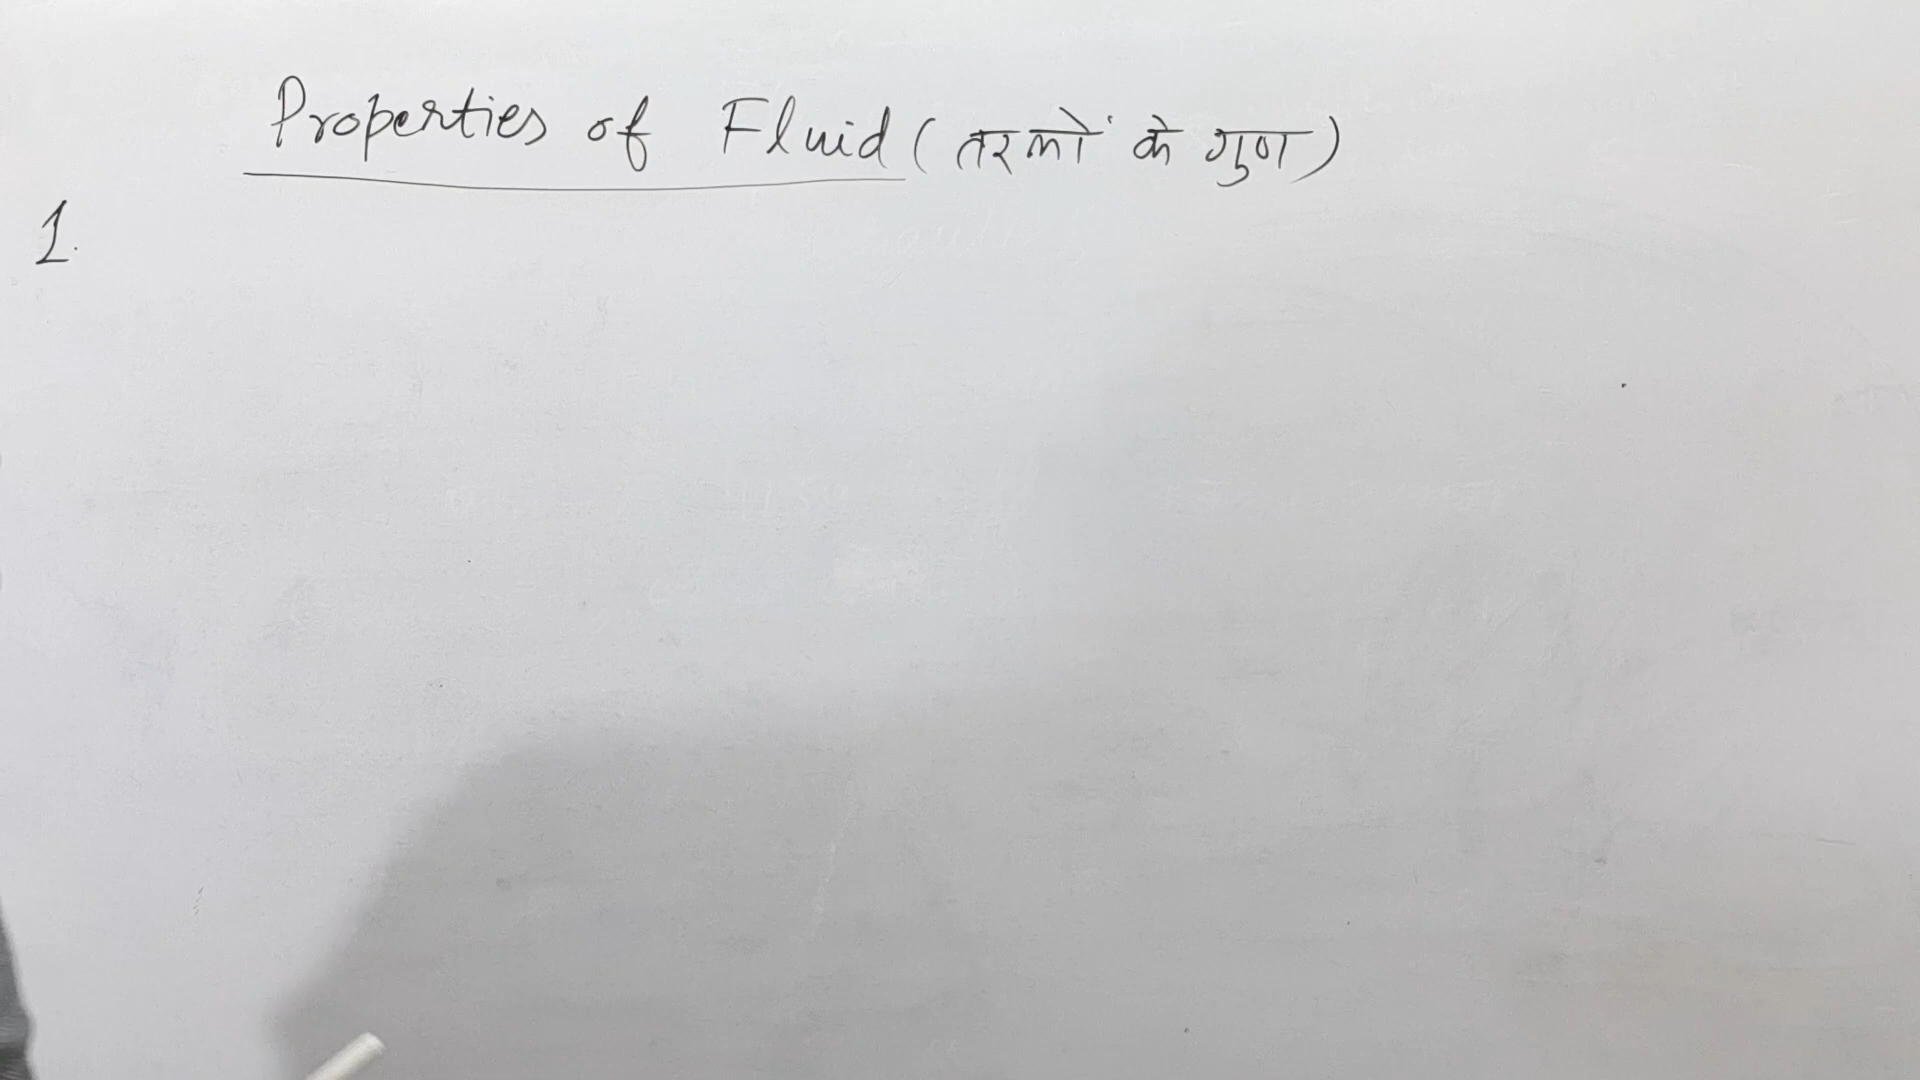 Properties of Fluid (तरलों के गुण)
1.